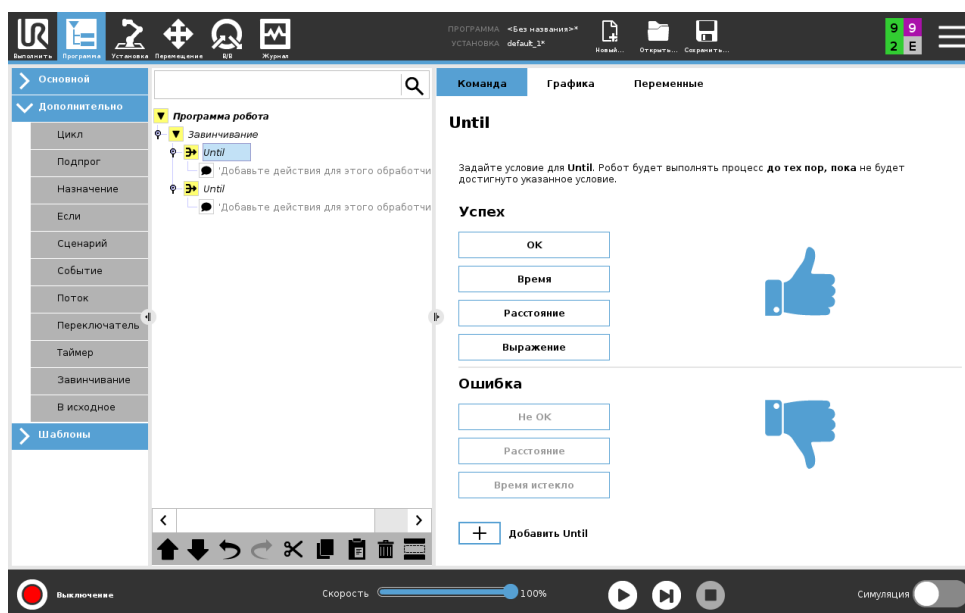 ПРОГРАММА <Без названия>*
УСТАНОВКА default_1*
Выполнить
Программа
Установка
Перемещение
В/В
Журнал
Новый...
Открыть...
Сохранить...
9 9
2 E
Основной
Дополнительно
Цикл
Подпрог
Назначение
Если
Сценарий
Событие
Поток
Переключатель
Таймер
Завинчивание
В исходное
Шаблоны
Программа робота
Завинчивание
Until
'Добавьте действия для этого обработчи
Until
'Добавьте действия для этого обработчи
Команда
Графика
Переменные
Until
Задайте условие для Until. Робот будет выполнять процесс до тех пор, пока не будет
достигнуто указанное условие.
Успех
OK
Время
Расстояние
Выражение
Ошибка
Не OK
Расстояние
Время истекло
Добавить Until
Выключение
Скорость
100%
Симуляция